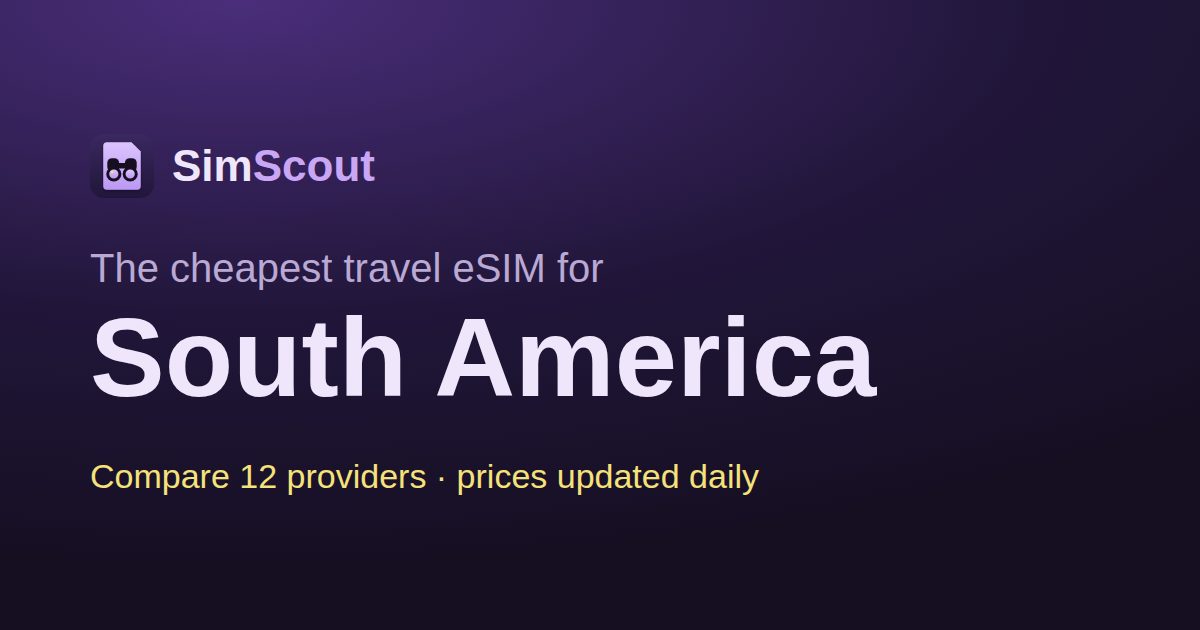 SimScout
The cheapest travel eSIM for
South America
Compare 12 providers · prices updated daily